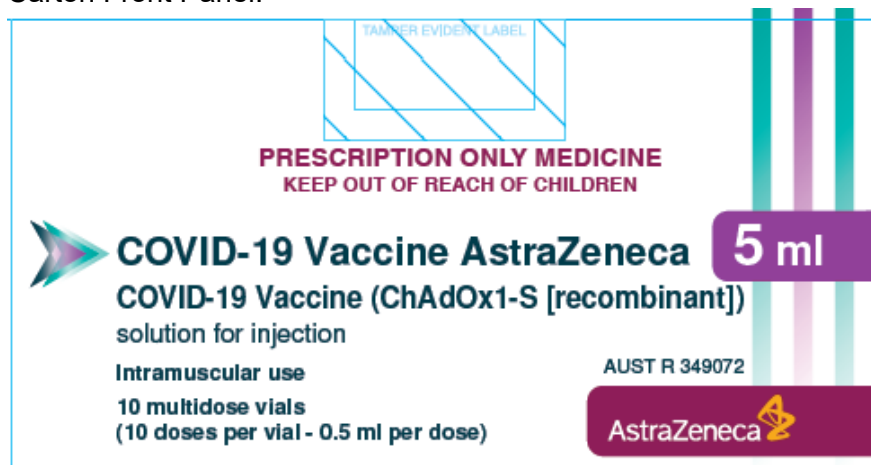 TAMPER EVIDENT LABEL
PRESCRIPTION ONLY MEDICINE
KEEP OUT OF REACH OF CHILDREN
COVID-19 Vaccine AstraZeneca
5 ml
COVID-19 Vaccine (ChAdOx1-S [recombinant])
solution for injection
Intramuscular use
AUST R 349072
10 multidose vials
(10 doses per vial - 0.5 ml per dose)
AstraZeneca